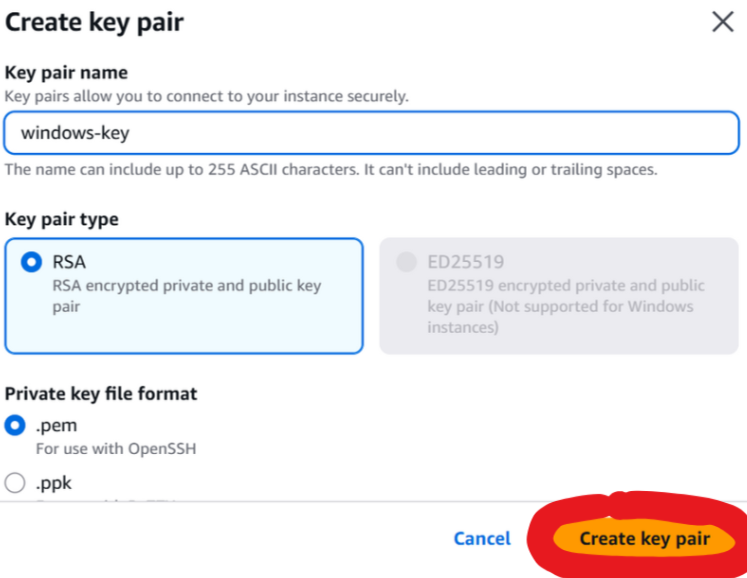 Create key pair
Key pair name
Key pairs allow you to connect to your instance securely.
windows-key
The name can include up to 255 ASCII characters. It can't include leading or trailing spaces.
Key pair type
RSA
RSA encrypted private and public key
pair
ED25519
ED25519 encrypted private and public
key pair (Not supported for Windows
instances)
Private key file format
.pem
For use with OpenSSH
.ppk
Cancel
Create key pair